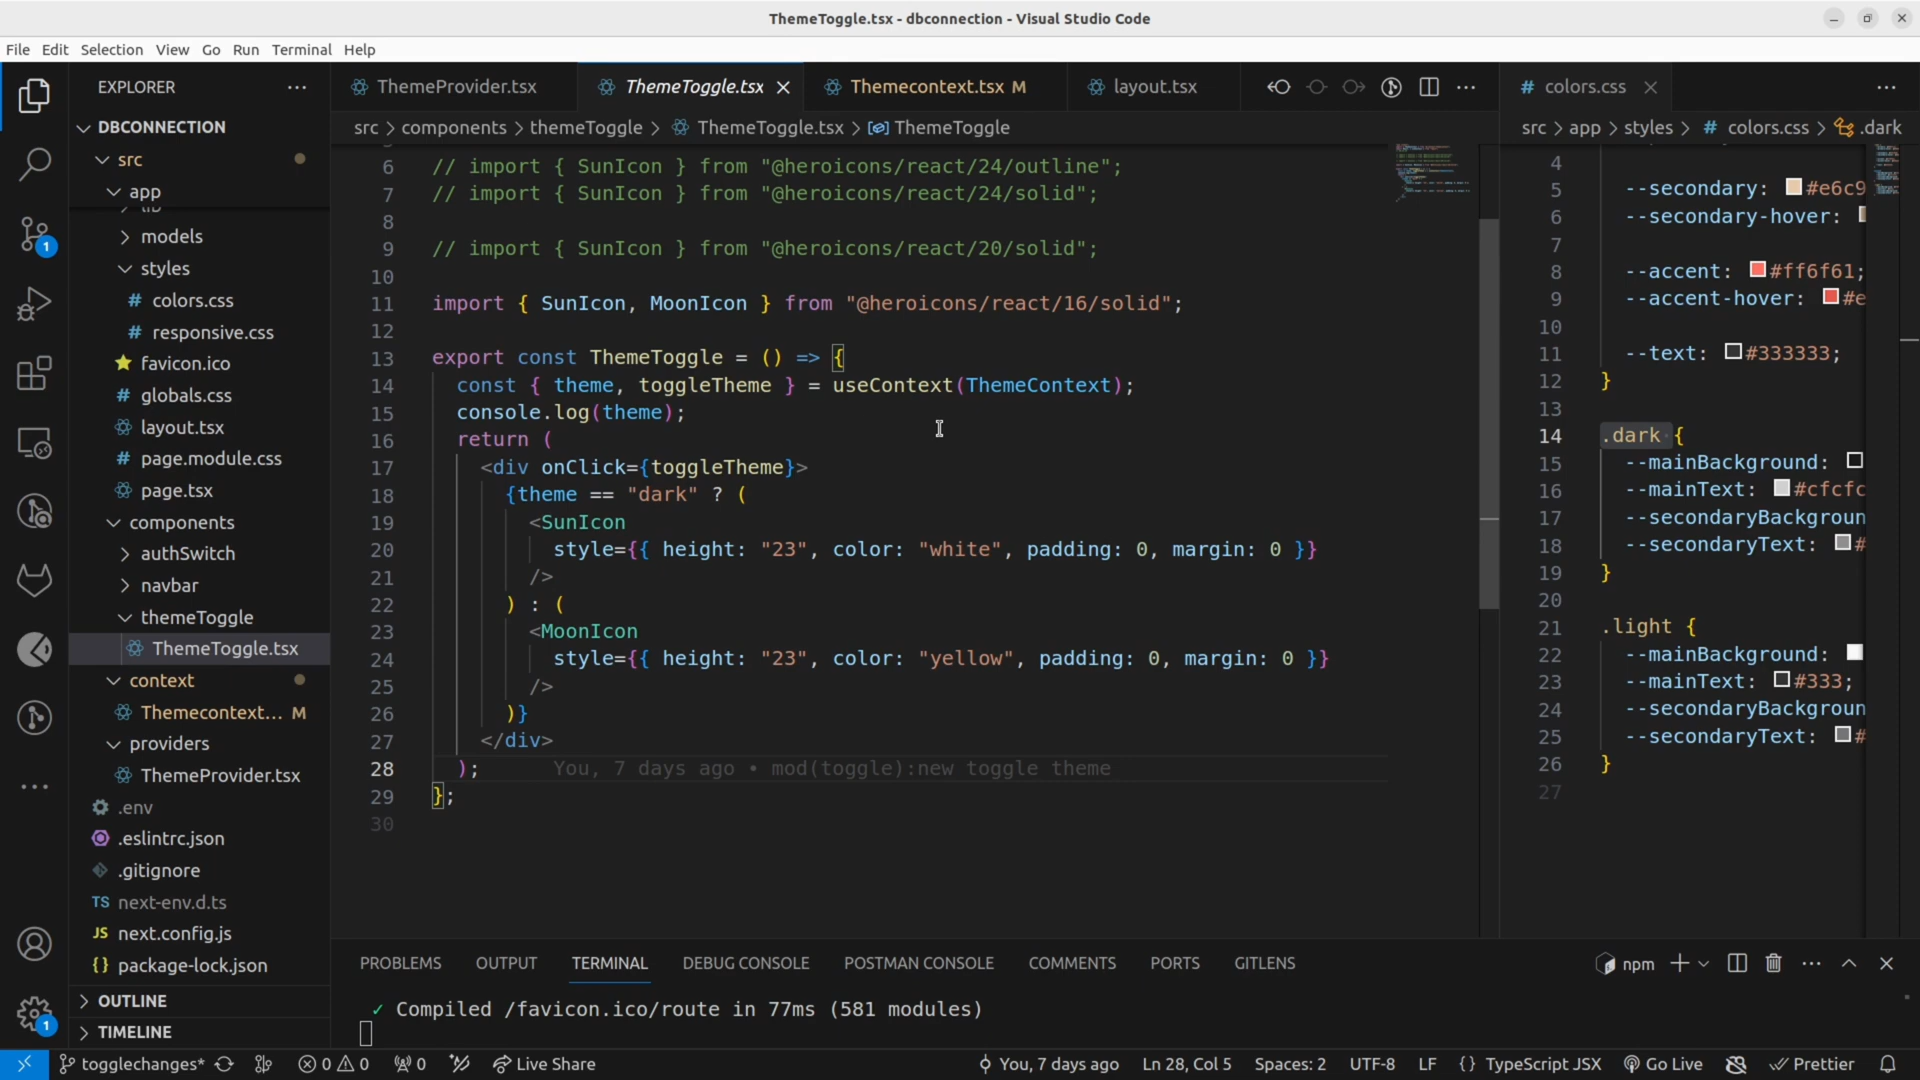 ThemeToggle.tsx - dbconnection - Visual Studio Code
File Edit Selection View Go Run Terminal Help
EXPLORER
DBCONNECTION
src
app
lib
models
styles
# colors.css
# responsive.css
favicon.ico
# globals.css
layout.tsx
# page.module.css
page.tsx
components
authSwitch
navbar
themeToggle
ThemeToggle.tsx
context
Themecontext... M
providers
ThemeProvider.tsx
.env
.eslintrc.json
.gitignore
TS next-env.d.ts
JS next.config.js
{} package-lock.json
OUTLINE
TIMELINE
ThemeProvider.tsx ThemeToggle.tsx Themecontext.tsx M layout.tsx
src > components > themeToggle > ThemeToggle.tsx > ThemeToggle
6 // import { SunIcon } from "@heroicons/react/24/outline";
7 // import { SunIcon } from "@heroicons/react/24/solid";
8
9 // import { SunIcon } from "@heroicons/react/20/solid";
10
11 import { SunIcon, MoonIcon } from "@heroicons/react/16/solid";
12
13 export const ThemeToggle = () => {
14 const { theme, toggleTheme } = useContext(ThemeContext);
15 console.log(theme);
16 return (
17 <div onClick={toggleTheme}>
18 {theme == "dark" ? (
19 <SunIcon
20 style={{ height: "23", color: "white", padding: 0, margin: 0 }}
21 />
22 ) : (
23 <MoonIcon
24 style={{ height: "23", color: "yellow", padding: 0, margin: 0 }}
25 />
26 )}
27 </div>
28 ); You, 7 days ago • mod(toggle):new toggle theme
29 };
30
# colors.css
src > app > styles > # colors.css > .dark
4
5 --secondary: #e6c9
6 --secondary-hover:
7
8 --accent: #ff6f61;
9 --accent-hover: #e
10
11 --text: #333333;
12 }
13
14 .dark {
15 --mainBackground:
16 --mainText: #cfcfc
17 --secondaryBackgroun
18 --secondaryText: #
19 }
20
21 .light {
22 --mainBackground:
23 --mainText: #333;
24 --secondaryBackgroun
25 --secondaryText: #
26 }
27
PROBLEMS OUTPUT TERMINAL DEBUG CONSOLE POSTMAN CONSOLE COMMENTS PORTS GITLENS npm
✓ Compiled /favicon.ico/route in 77ms (581 modules)
1
1
togglechanges* 0 0 0 Live Share You, 7 days ago Ln 28, Col 5 Spaces: 2 UTF-8 LF {} TypeScript JSX Go Live Prettier